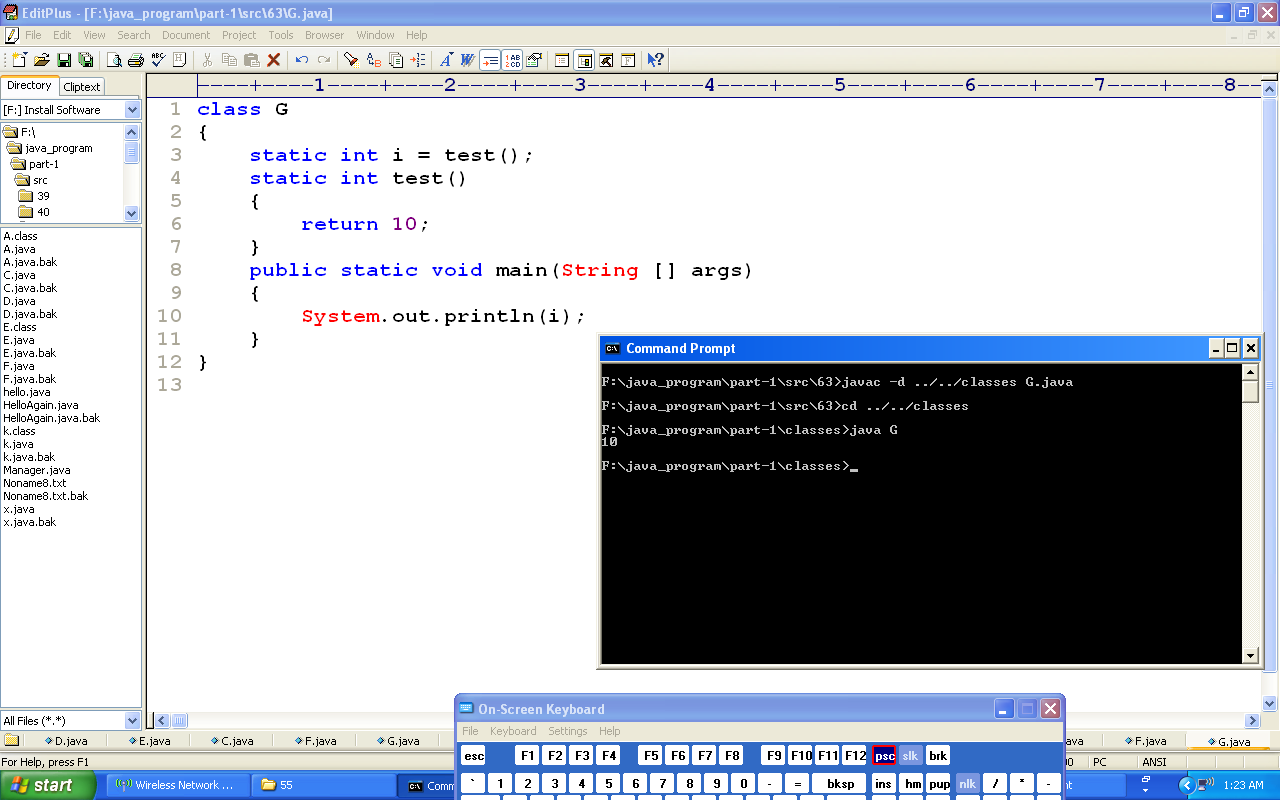 EditPlus - [F:\java_program\part-1\src\63\G.java]
File Edit View Search Document Project Tools Browser Window Help
Directory Cliptext
[F:] Install Software
F:\
java_program
part-1
src
39
40
A.class
A.java
A.java.bak
C.java
C.java.bak
D.java
D.java.bak
E.class
E.java
E.java.bak
F.java
F.java.bak
hello.java
HelloAgain.java
HelloAgain.java.bak
k.class
k.java
k.java.bak
Manager.java
Noname8.txt
Noname8.txt.bak
x.java
x.java.bak
All Files (*.*)
----+----1----+----2----+----3----+----4----+----5----+----6----+----7----+----8--
1 class G
2 {
3 static int i = test();
4 static int test()
5 {
6 return 10;
7 }
8 public static void main(String [] args)
9 {
10 System.out.println(i);
11 }
12 }
13
Command Prompt
F:\java_program\part-1\src\63>javac -d ../../classes G.java
F:\java_program\part-1\src\63>cd ../../classes
F:\java_program\part-1\classes>java G
10
F:\java_program\part-1\classes>_
On-Screen Keyboard
File Keyboard Settings Help
esc F1 F2 F3 F4 F5 F6 F7 F8 F9 F10 F11 F12 psc slk brk
` 1 2 3 4 5 6 7 8 9 0 - = bksp ins hm pup nlk / * -
D.java E.java C.java F.java G.java F.java G.java
For Help, press F1 PC ANSI
start Wireless Network ... 55 1:23 AM